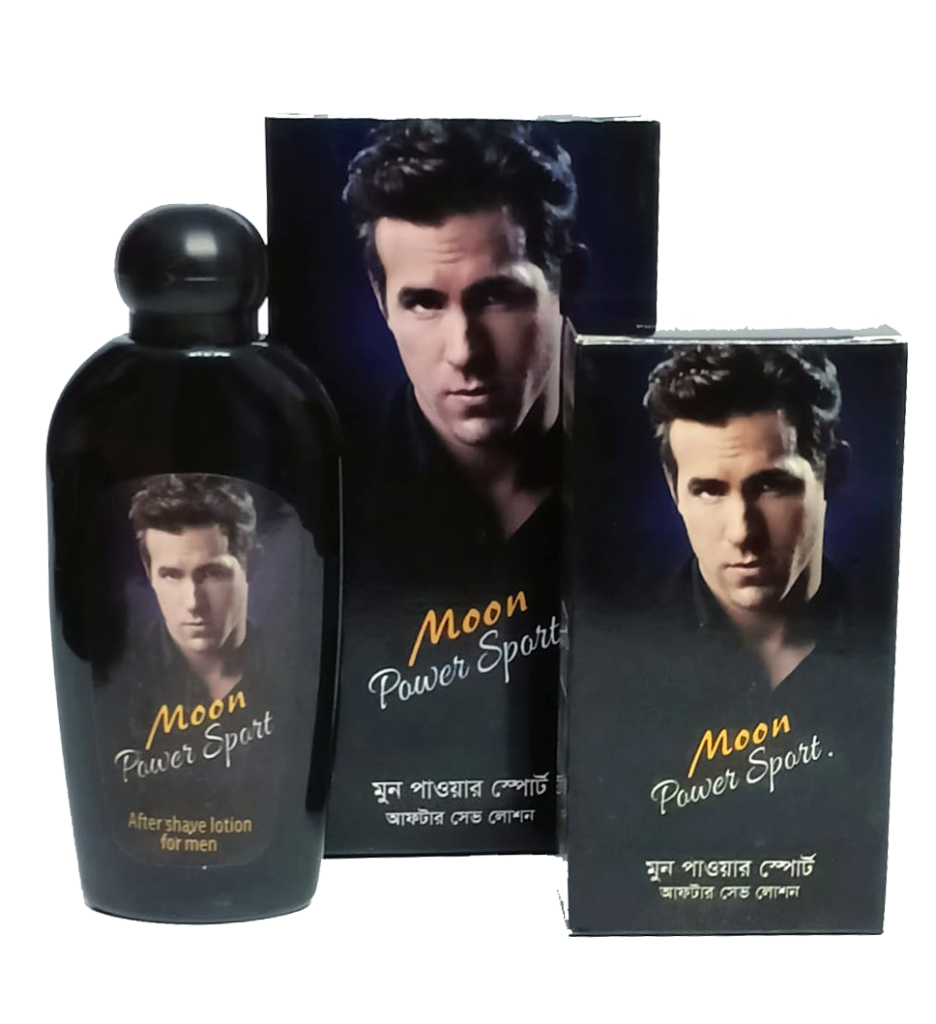 Moon
Power Sport
After shave lotion
for men
Moon
Power Sport
মুন পাওয়ার স্পোর্ট
আফটার সেভ লোশন
Moon
Power Sport.
মুন পাওয়ার স্পোর্ট
আফটার সেভ লোশন